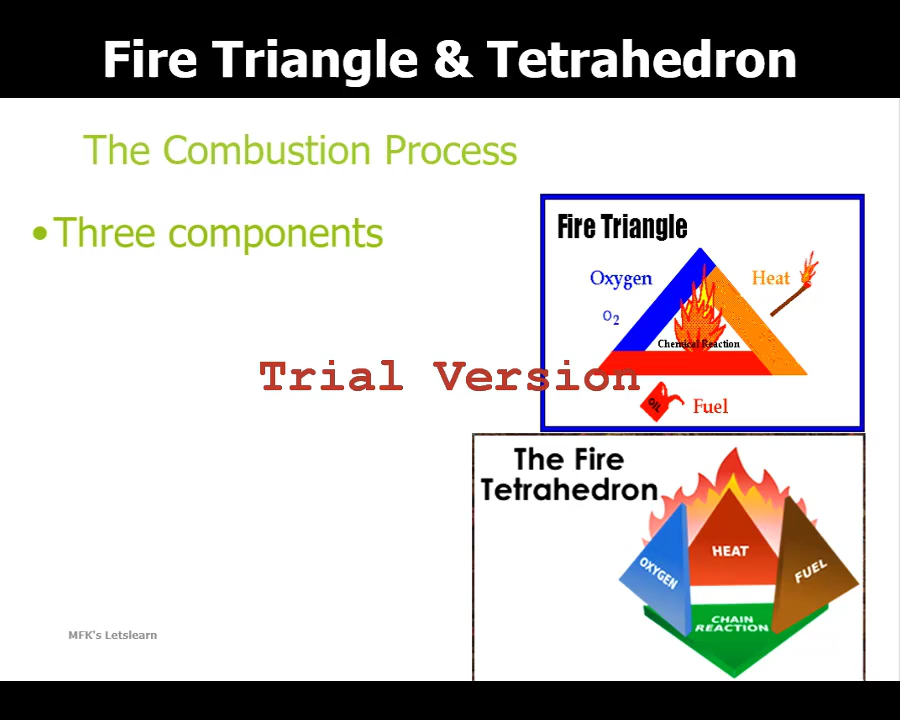 Fire Triangle & Tetrahedron
The Combustion Process
•Three components
Fire Triangle
Oxygen
Heat
O2
Chemical Reaction
Trial Version
OIL
Fuel
The Fire
Tetrahedron
HEAT
OXYGEN
FUEL
CHAIN
REACTION
MFK's Letslearn